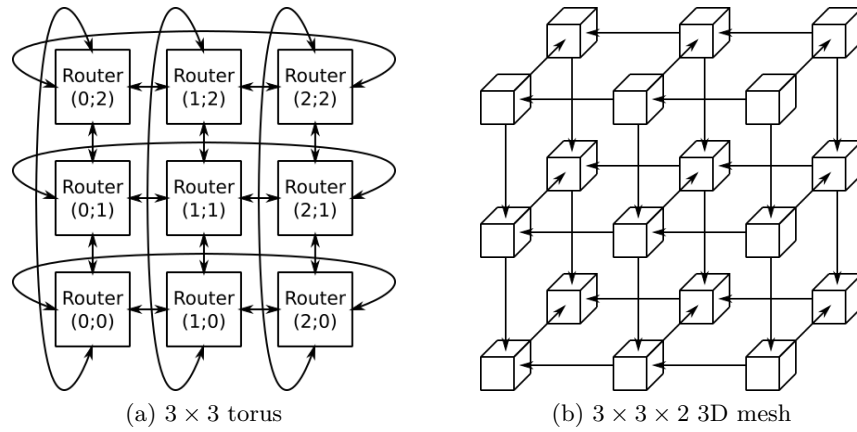 Router
(0;2)
Router
(1;2)
Router
(2;2)
Router
(0;1)
Router
(1;1)
Router
(2;1)
Router
(0;0)
Router
(1;0)
Router
(2;0)
(a) 3 × 3 torus
(b) 3 × 3 × 2 3D mesh